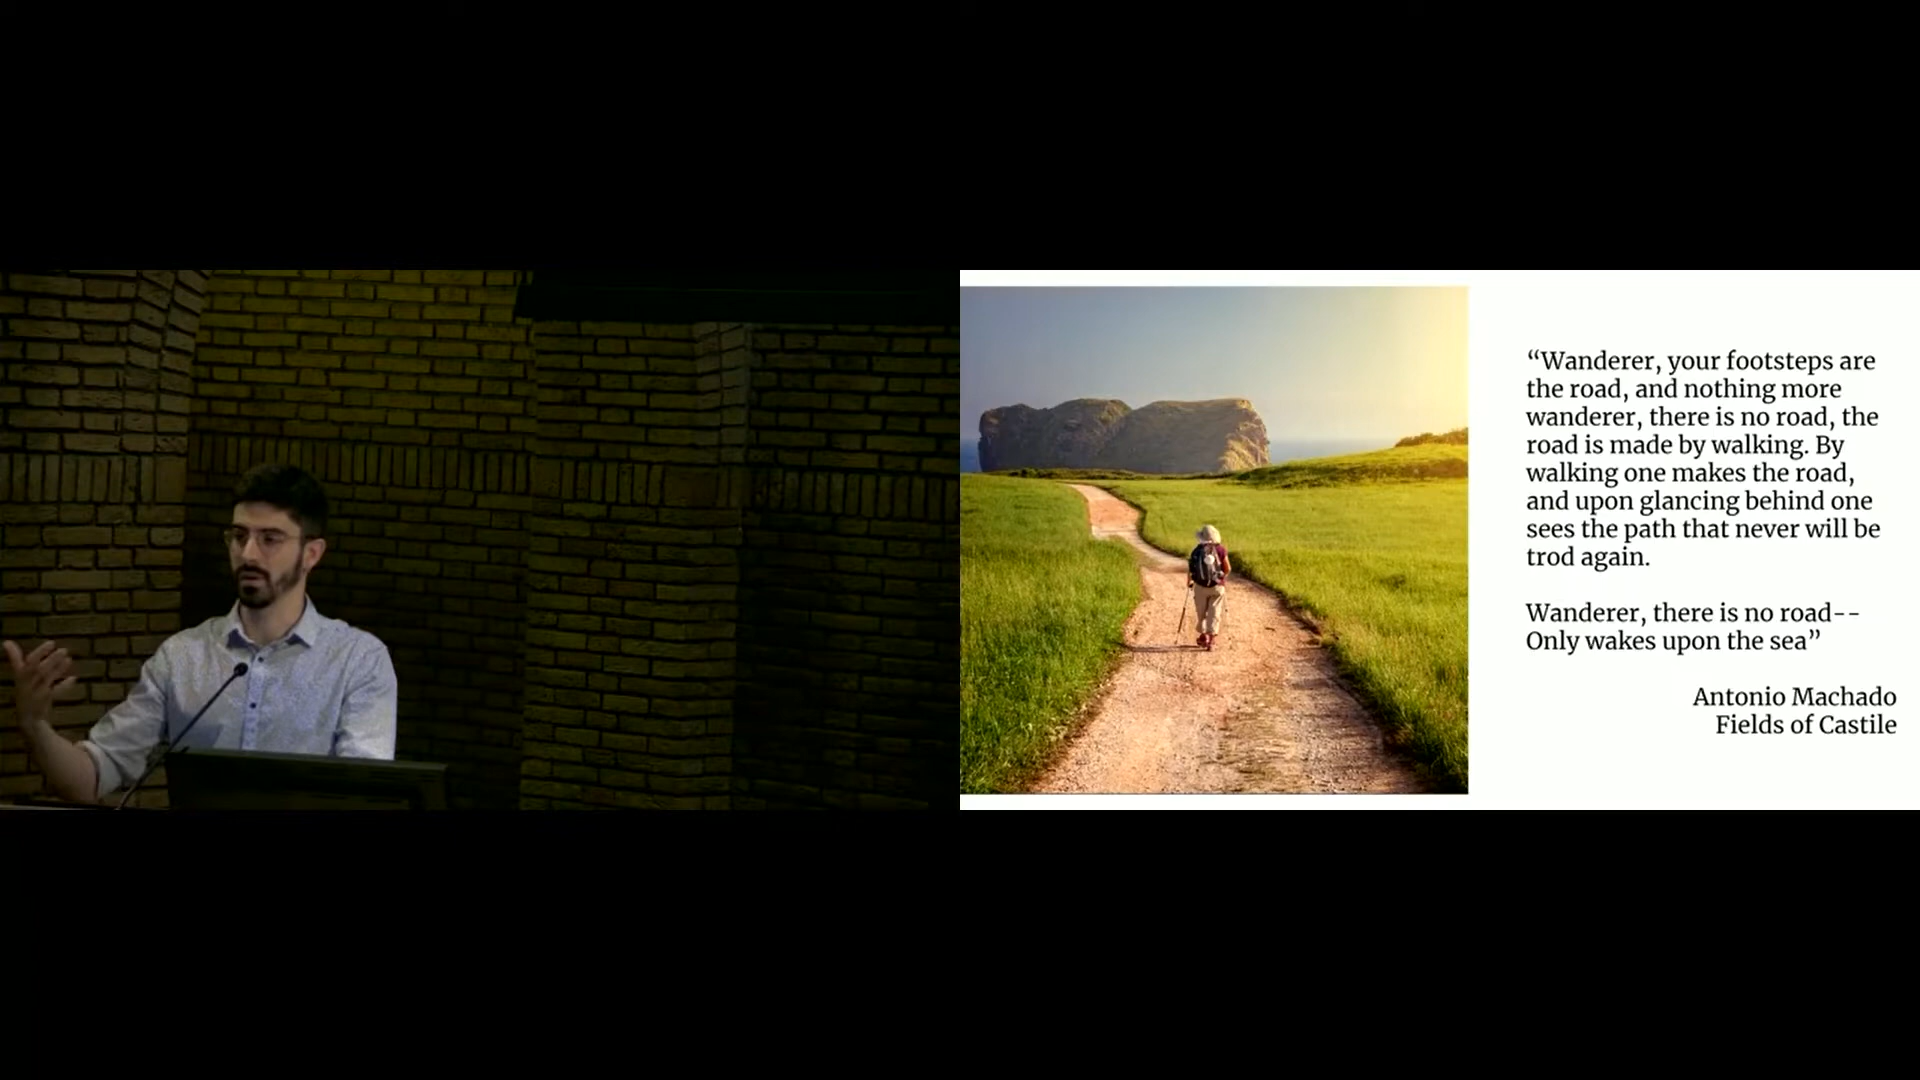 “Wanderer, your footsteps are
the road, and nothing more
wanderer, there is no road, the
road is made by walking. By
walking one makes the road,
and upon glancing behind one
sees the path that never will be
trod again.
Wanderer, there is no road--
Only wakes upon the sea”
Antonio Machado
Fields of Castile